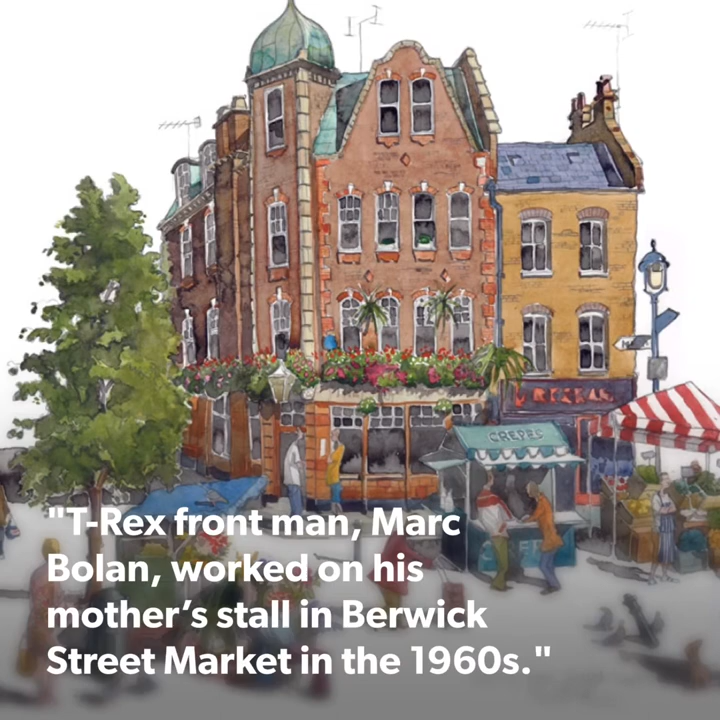 CREPES
"T-Rex front man, Marc
Bolan, worked on his
mother’s stall in Berwick
Street Market in the 1960s."